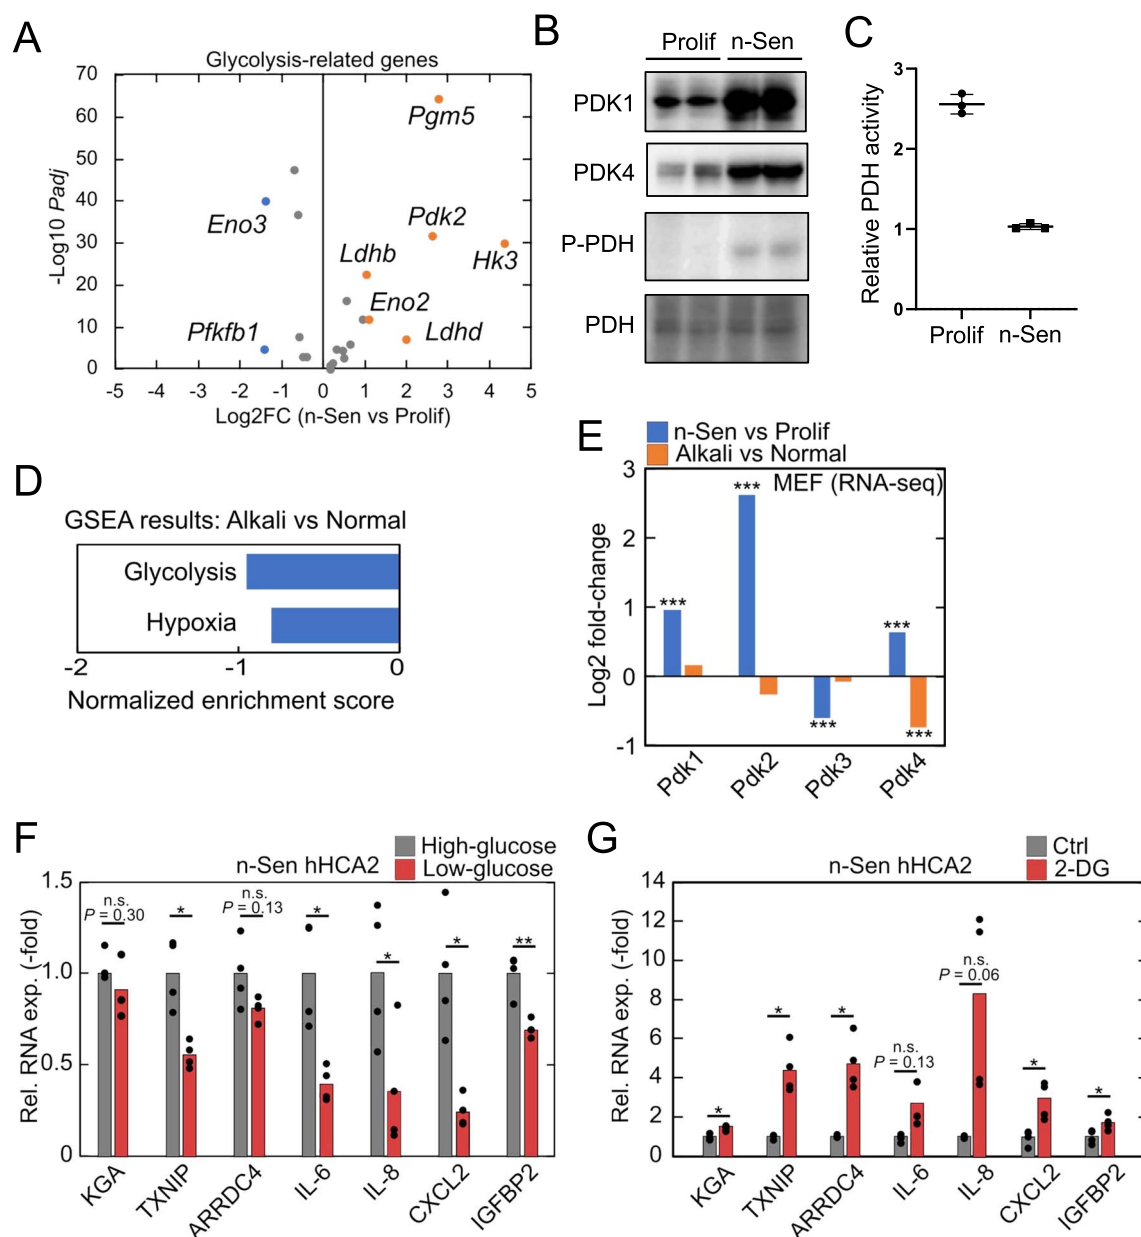 A
Glycolysis-related genes
70
60
50
40
30
20
10
0
-Log10 Padj
Pgm5
Eno3
Pdk2
Hk3
Ldhb
Eno2
Pfkfb1
Ldhd
-5 -4 -3 -2 -1 0 1 2 3 4 5
Log2FC (n-Sen vs Prolif)
B
Prolif n-Sen
PDK1
PDK4
P-PDH
PDH
C
Relative PDH activity
3
2
1
0
Prolif n-Sen
D
GSEA results: Alkali vs Normal
Glycolysis
Hypoxia
-2 -1 0
Normalized enrichment score
E
n-Sen vs Prolif
Alkali vs Normal
MEF (RNA-seq)
Log2 fold-change
3
2
1
0
-1
***
***
***
***
***
Pdk1 Pdk2 Pdk3 Pdk4
F
High-glucose
Low-glucose
n-Sen hHCA2
Rel. RNA exp. (-fold)
1.5
1.0
0.5
0
n.s.
P = 0.30
*
n.s.
P = 0.13
*
*
*
**
KGA TXNIP ARRDC4 IL-6 IL-8 CXCL2 IGFBP2
G
Ctrl
2-DG
n-Sen hHCA2
Rel. RNA exp. (-fold)
14
12
10
8
6
4
2
0
*
*
*
n.s.
P = 0.13
n.s.
P = 0.06
*
*
KGA TXNIP ARRDC4 IL-6 IL-8 CXCL2 IGFBP2